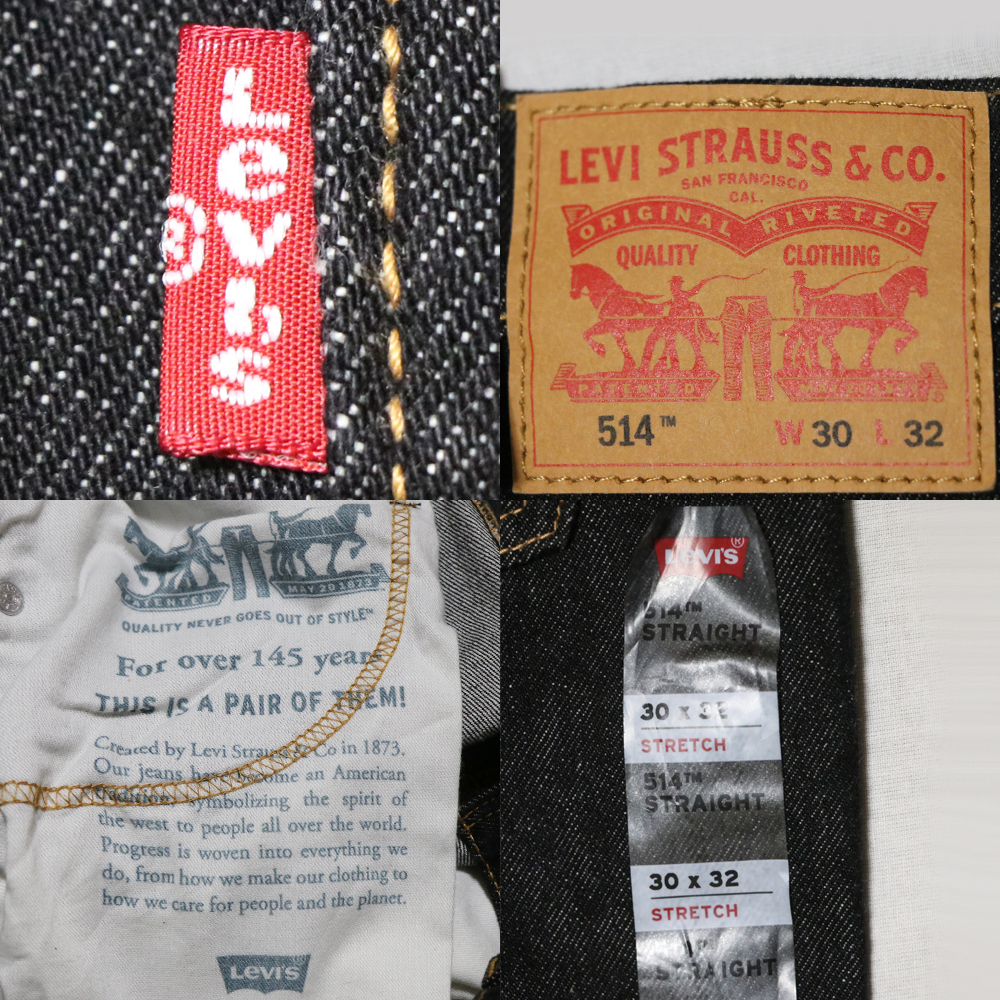 Levi's
®
LEVI STRAUSS & CO.
SAN FRANCISCO
CAL.
ORIGINAL RIVETED
QUALITY CLOTHING
PATENTED
514™ W 30 L 32
PATENTED MAY 20 1873
QUALITY NEVER GOES OUT OF STYLE™
For over 145 years
THIS IS A PAIR OF THEM!
Created by Levi Strauss & Co in 1873.
Our jeans have become an American
tradition, symbolizing the spirit of
the west to people all over the world.
Progress is woven into everything we
do, from how we make our clothing to
how we care for people and the planet.
LEVI'S
LEVI'S®
514™
STRAIGHT
30 x 32
STRETCH
514™
STRAIGHT
30 x 32
STRETCH
STRAIGHT